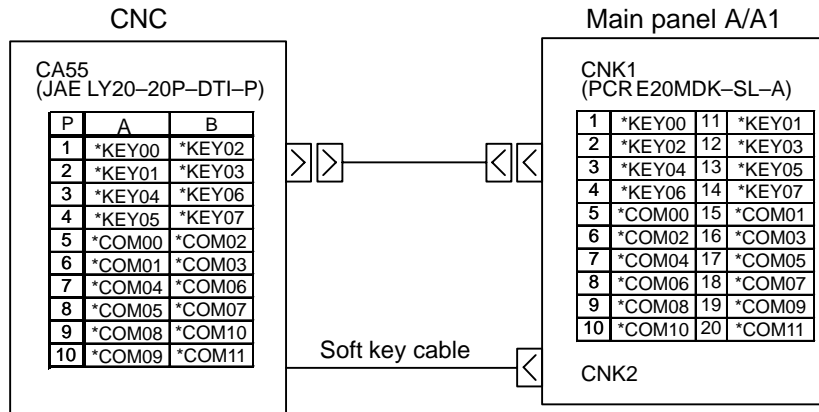 CNC
Main panel A/A1
CA55
(JAE LY20–20P–DTI–P)
P A B
1 *KEY00 *KEY02
2 *KEY01 *KEY03
3 *KEY04 *KEY06
4 *KEY05 *KEY07
5 *COM00 *COM02
6 *COM01 *COM03
7 *COM04 *COM06
8 *COM05 *COM07
9 *COM08 *COM10
10 *COM09 *COM11
CNK1
(PCR E20MDK–SL–A)
1 *KEY00 11 *KEY01
2 *KEY02 12 *KEY03
3 *KEY04 13 *KEY05
4 *KEY06 14 *KEY07
5 *COM00 15 *COM01
6 *COM02 16 *COM03
7 *COM04 17 *COM05
8 *COM06 18 *COM07
9 *COM08 19 *COM09
10 *COM10 20 *COM11
Soft key cable
CNK2